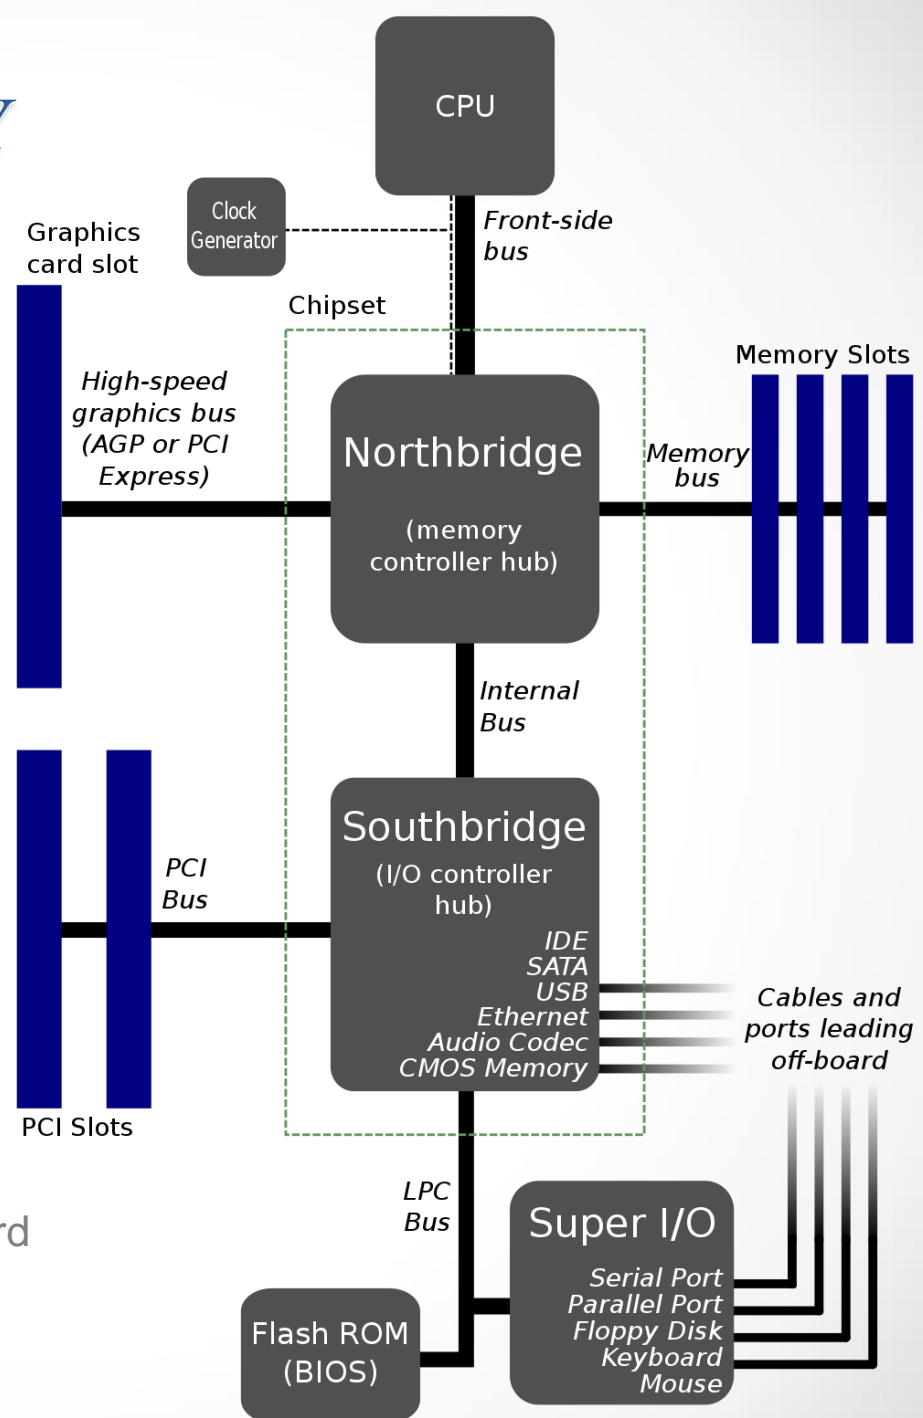 Y
CPU
Clock
Generator
Front-side
bus
Graphics
card slot
Chipset
High-speed
graphics bus
(AGP or PCI
Express)
Northbridge
(memory
controller hub)
Memory Slots
Memory
bus
Internal
Bus
Southbridge
(I/O controller
hub)
IDE
SATA
USB
Ethernet
Audio Codec
CMOS Memory
PCI
Bus
PCI Slots
Cables and
ports leading
off-board
LPC
Bus
rd
Super I/O
Serial Port
Parallel Port
Floppy Disk
Keyboard
Mouse
Flash ROM
(BIOS)